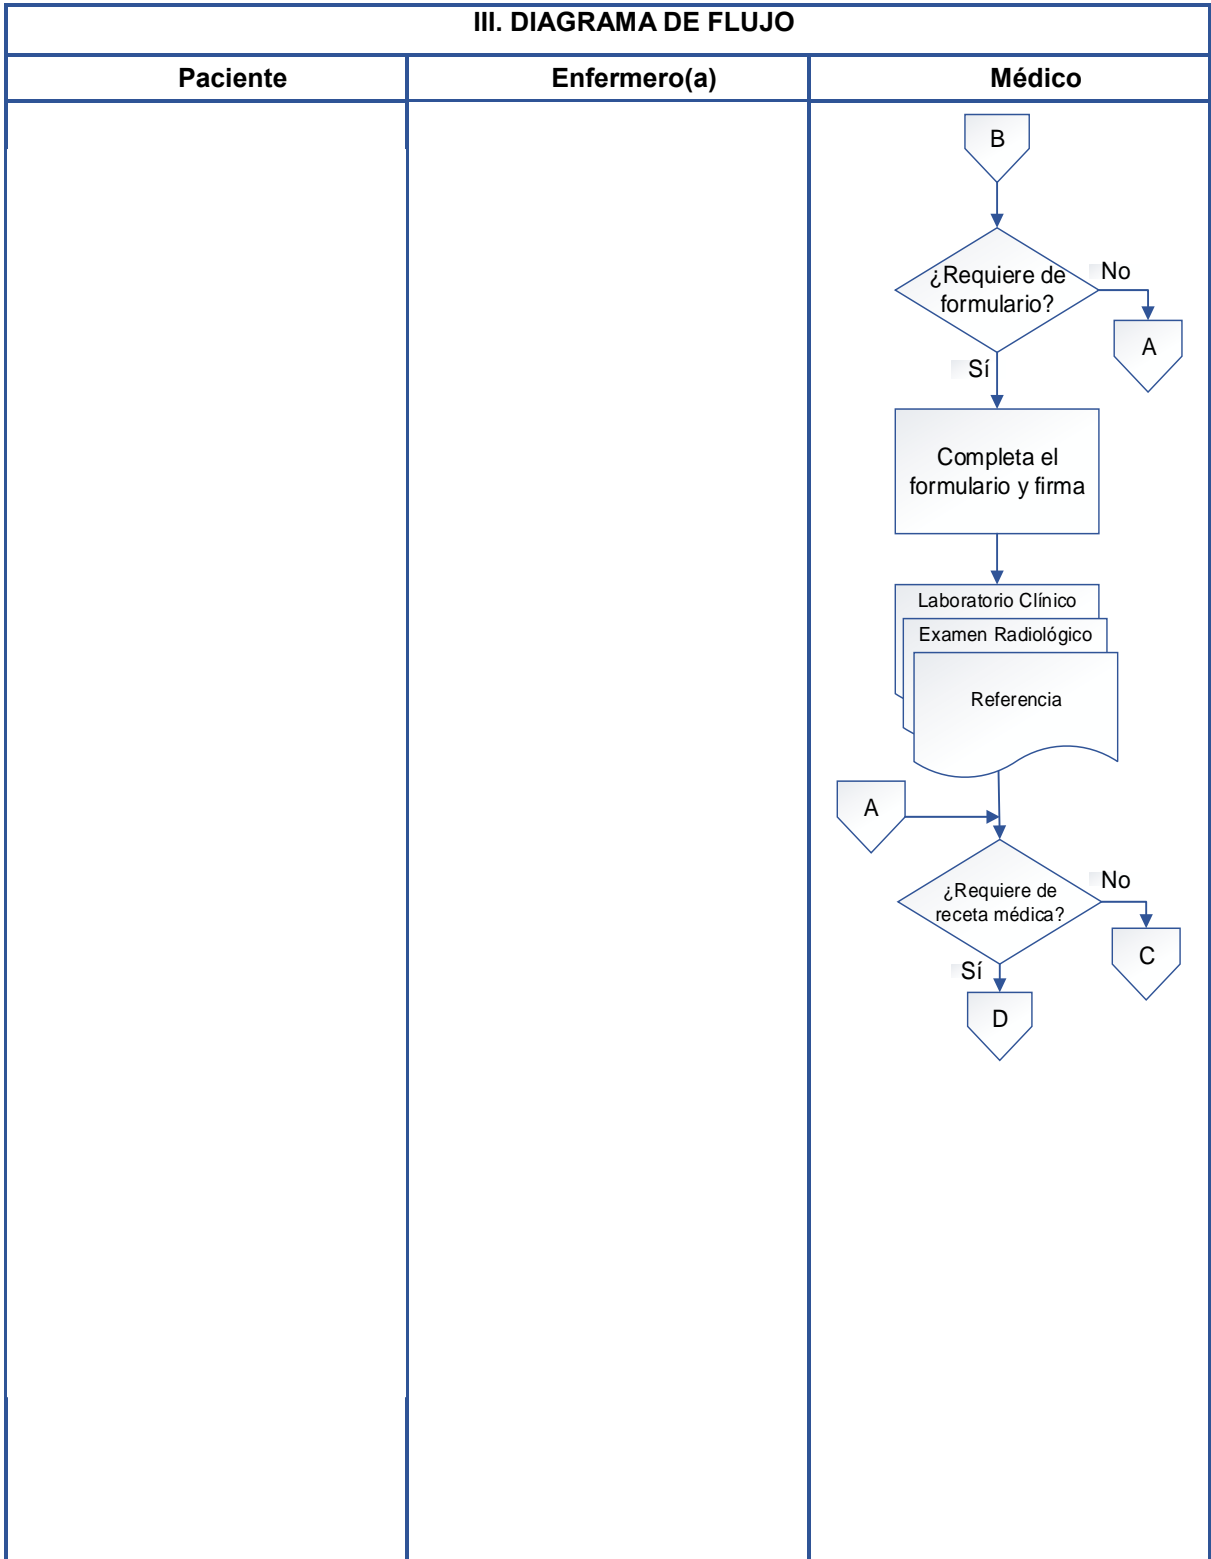 III. DIAGRAMA DE FLUJO
Paciente
Enfermero(a)
Médico
B
¿Requiere de
formulario?
No
A
Sí
Completa el
formulario y firma
Laboratorio Clínico
Examen Radiológico
Referencia
A
¿Requiere de
receta médica?
No
C
Sí
D